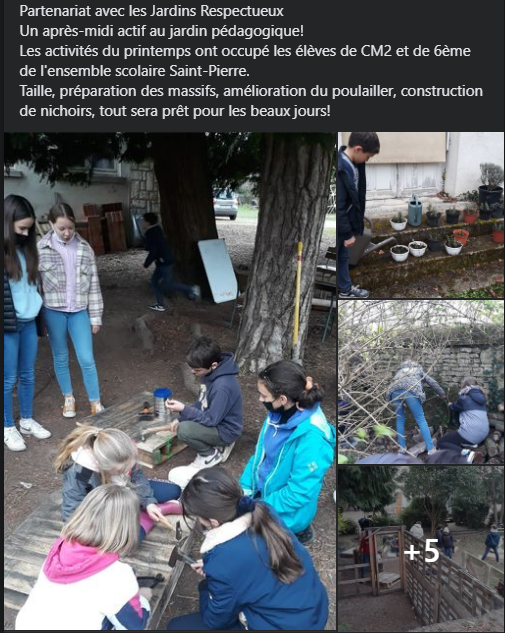 Partenariat avec les Jardins Respectueux
Un après-midi actif au jardin pédagogique!
Les activités du printemps ont occupé les élèves de CM2 et de 6ème
de l'ensemble scolaire Saint-Pierre.
Taille, préparation des massifs, amélioration du poulailler, construction
de nichoirs, tout sera prêt pour les beaux jours!
+5